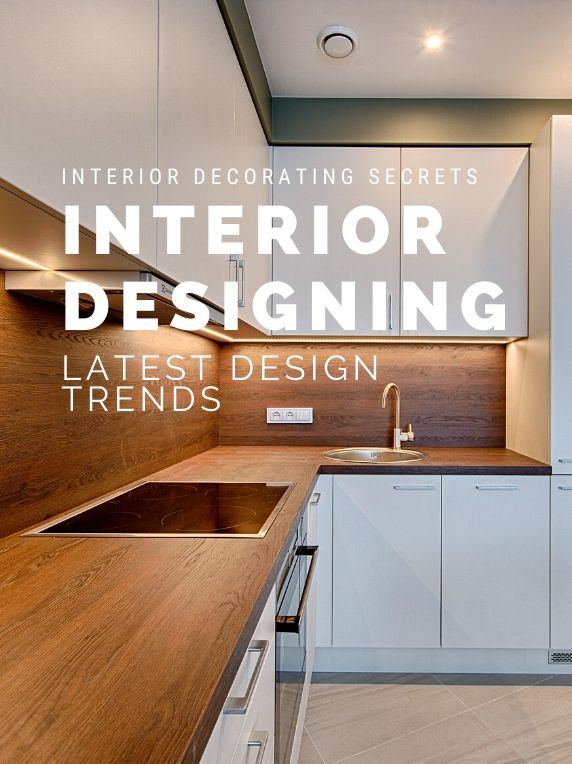 INTERIOR DECORATING SECRETS
INTERIOR
DESIGNING
LATEST DESIGN
TRENDS